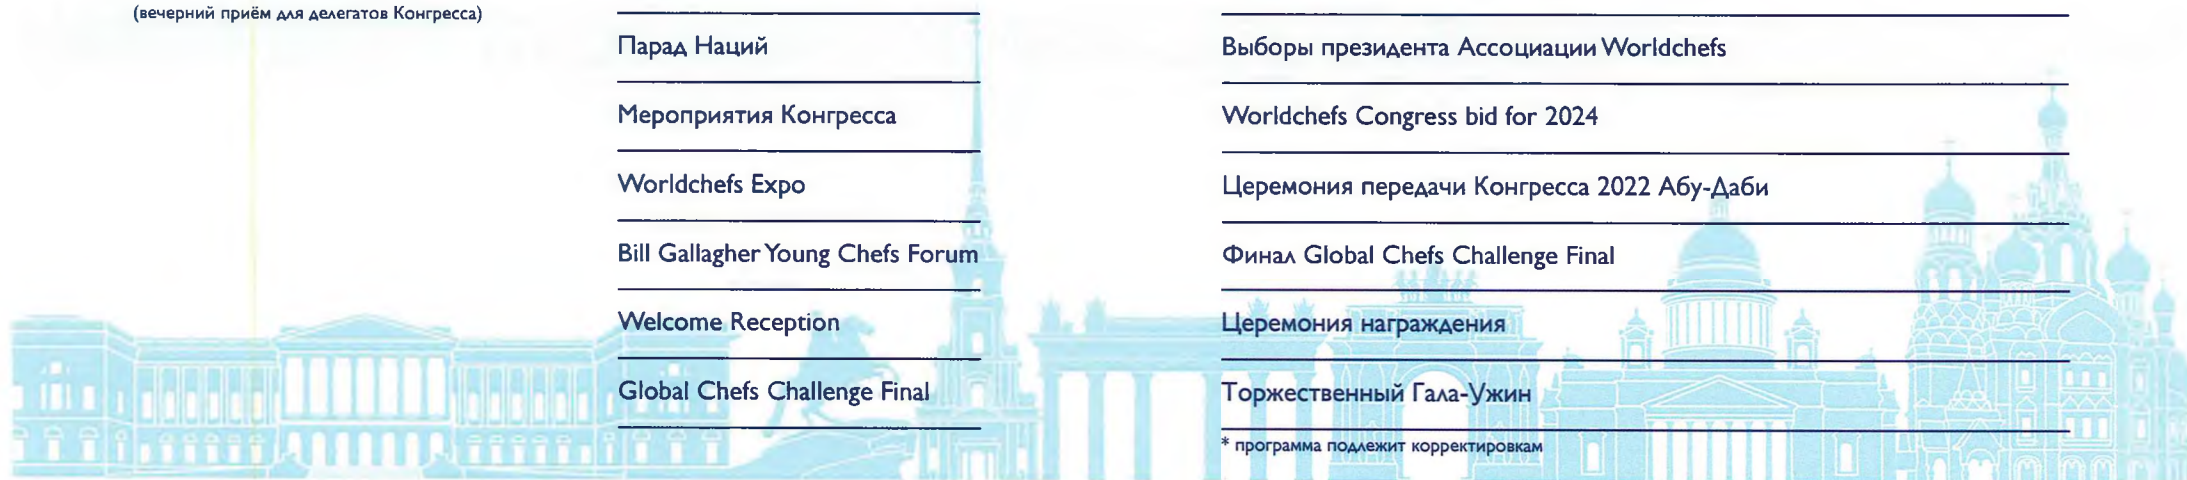 (вечерний приём для делегатов Конгресса)
Парад Наций
Мероприятия Конгресса
Worldchefs Expo
Bill Gallagher Young Chefs Forum
Welcome Reception
Global Chefs Challenge Final
Выборы президента Ассоциации Worldchefs
Worldchefs Congress bid for 2024
Церемония передачи Конгресса 2022 Абу-Даби
Финал Global Chefs Challenge Final
Церемония награждения
Торжественный Гала-Ужин
* программа подлежит корректировкам